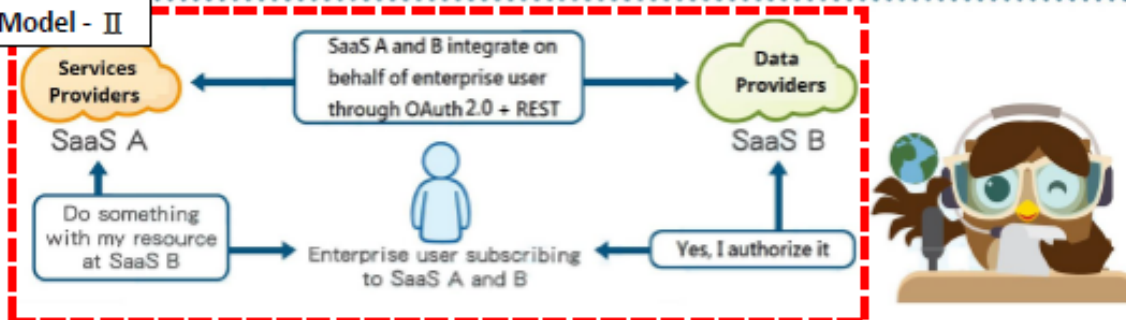 Model - Ⅱ
Services
Providers
SaaS A
SaaS A and B integrate on
behalf of enterprise user
through OAuth 2.0 + REST
Data
Providers
SaaS B
Do something
with my resource
at SaaS B
Enterprise user subscribing
to SaaS A and B
Yes, I authorize it